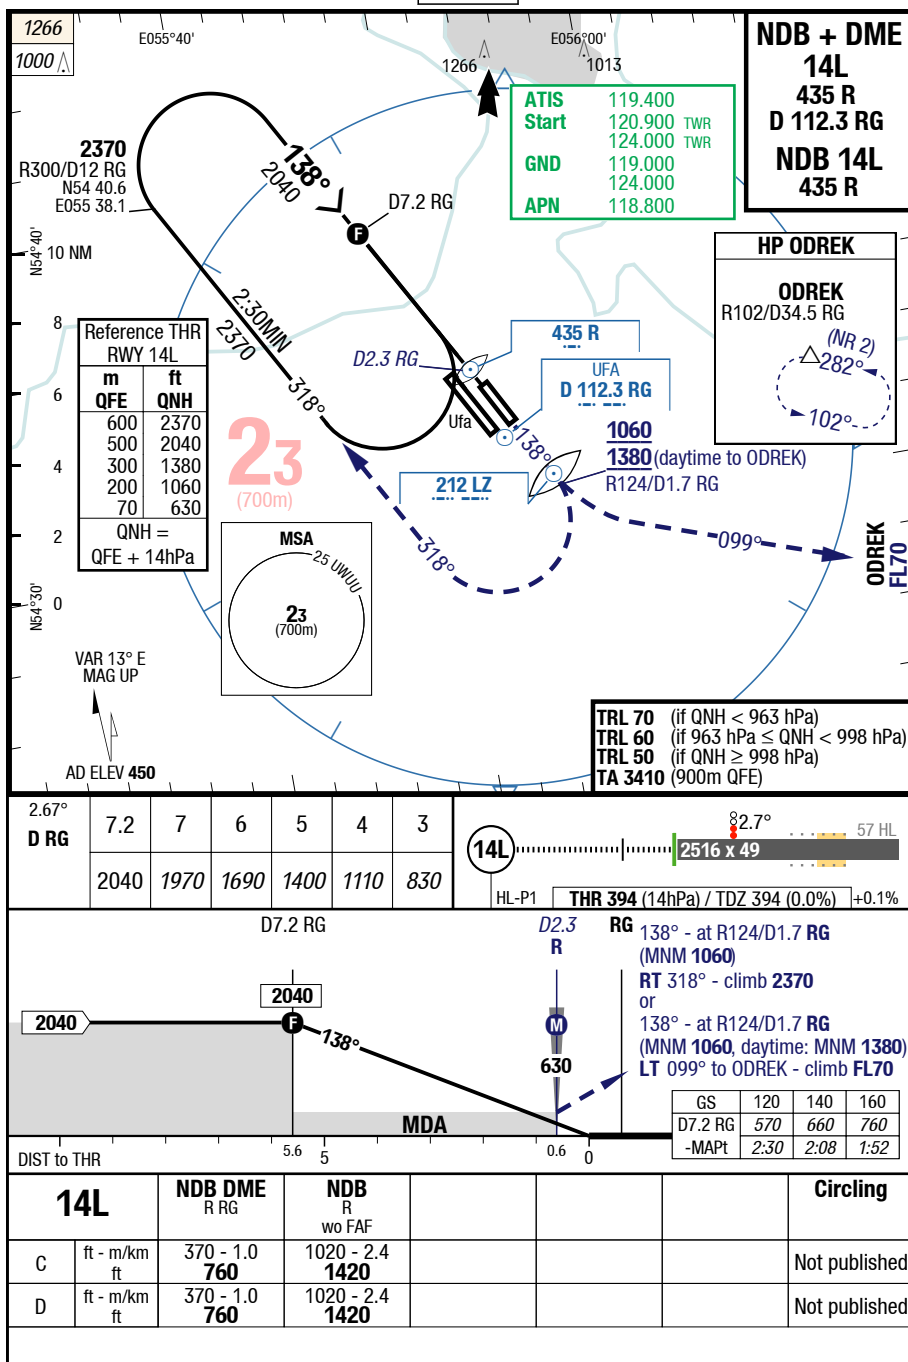 1266
1000
E055°40'
E056°00'
1266
1013
NDB + DME
14L
435 R
D 112.3 RG
NDB 14L
435 R
ATIS 119.400
Start 120.900 TWR
124.000 TWR
GND 119.000
124.000
APN 118.800
2370
R300/D12 RG
N54 40.6
E055 38.1
138°
2040
D7.2 RG
F
N54°40'
10 NM
8
6
4
2
0
N54°30'
2:30MIN
2370
318°
HP ODREK
ODREK
R102/D34.5 RG
(NR 2)
282°
102°
Reference THR
RWY 14L
m ft
QFE QNH
600 2370
500 2040
300 1380
200 1060
70 630
QNH =
QFE + 14hPa
D2.3 RG
435 R
UFA
D 112.3 RG
Ufa
138°
212 LZ
1060
1380 (daytime to ODREK)
R124/D1.7 RG
23
(700m)
318°
099°
ODREK
FL70
MSA
25 UWUU
23
(700m)
VAR 13° E
MAG UP
AD ELEV 450
TRL 70 (if QNH < 963 hPa)
TRL 60 (if 963 hPa ≤ QNH < 998 hPa)
TRL 50 (if QNH ≥ 998 hPa)
TA 3410 (900m QFE)
2.67°
D RG 7.2 7 6 5 4 3
2040 1970 1690 1400 1110 830
14L
2.7°
57 HL
2516 x 49
HL-P1
THR 394 (14hPa) / TDZ 394 (0.0%)
+0.1%
D7.2 RG
D2.3
R
RG
138° - at R124/D1.7 RG
(MNM 1060)
RT 318° - climb 2370
or
138° - at R124/D1.7 RG
(MNM 1060, daytime: MNM 1380)
LT 099° to ODREK - climb FL70
2040
2040
F
138°
M
630
MDA
GS 120 140 160
D7.2 RG 570 660 760
-MAPt 2:30 2:08 1:52
DIST to THR
5.6
5
0.6
0
14L
NDB DME
R RG
NDB
R
wo FAF
Circling
C
ft - m/km
ft
370 - 1.0
760
1020 - 2.4
1420
Not published
D
ft - m/km
ft
370 - 1.0
760
1020 - 2.4
1420
Not published